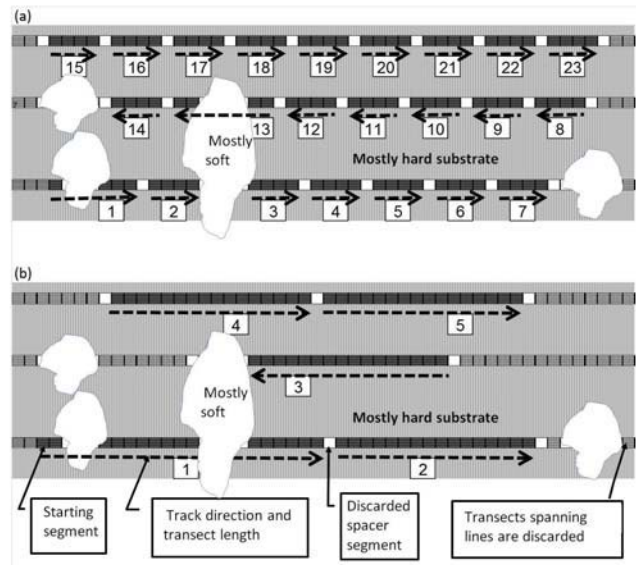 (a)
15 16 17 18 19 20 21 22 23
14 13 12 11 10 9 8
Mostly
soft
Mostly hard substrate
1 2 3 4 5 6 7
(b)
4 5
3
Mostly
soft
Mostly hard substrate
1 2
Starting
segment
Track direction and
transect length
Discarded
spacer
segment
Transects spanning
lines are discarded